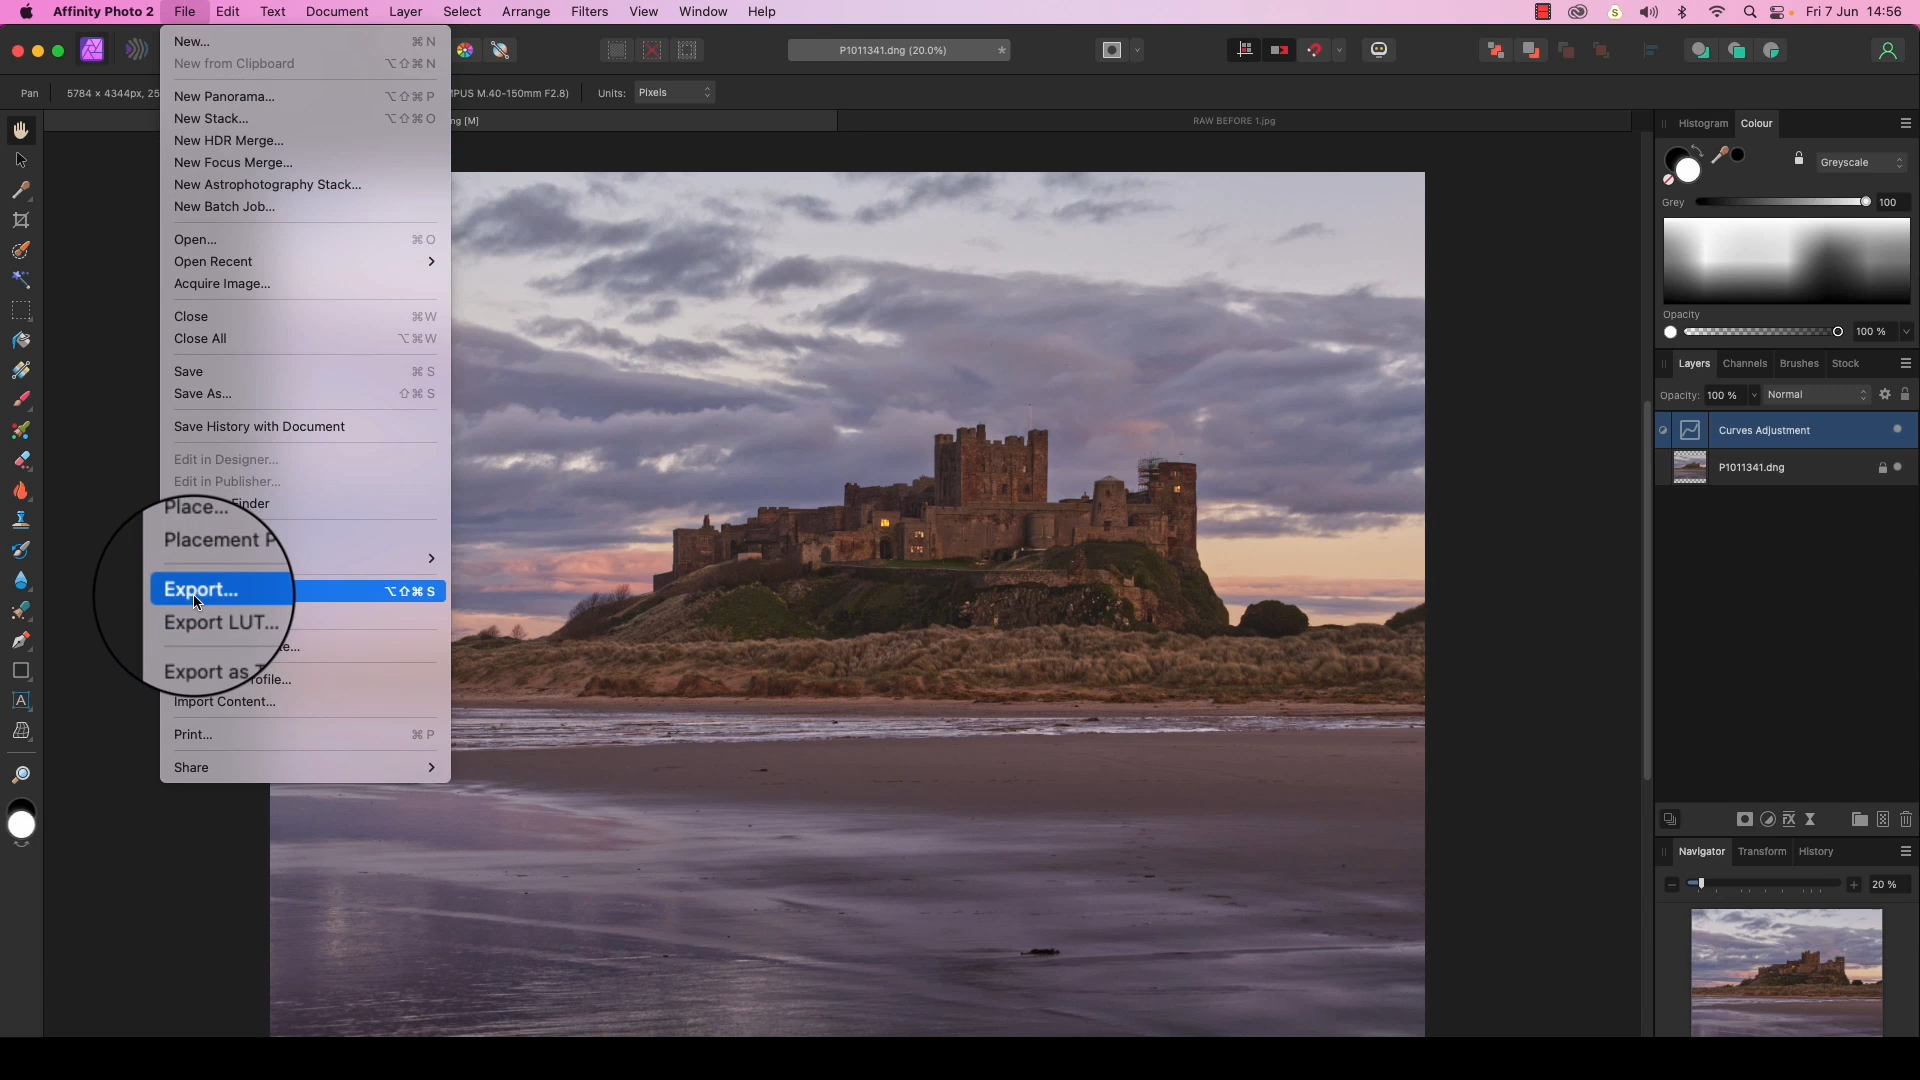 Affinity Photo 2 File Edit Text Document Layer Select Arrange Filters View Window Help S Fri 7 Jun 14:56
P1011341.dng (20.0%) *
Pan 5784 x 4344px, 25 PUS M.40-150mm F2.8) Units: Pixels
ng [M] RAW BEFORE 1.jpg
New... ⌘ N
New from Clipboard ⌥⇧⌘ N
New Panorama... ⌥⇧⌘ P
New Stack... ⌥⇧⌘ O
New HDR Merge...
New Focus Merge...
New Astrophotography Stack...
New Batch Job...
Open... ⌘ O
Open Recent
Acquire Image...
Close ⌘W
Close All ⌥⌘W
Save ⌘ S
Save As... ⇧⌘ S
Save History with Document
Edit in Designer...
Edit in Publisher...
Finder
Place...
Placement P
Export... ⌥⇧⌘ S
Export LUT...
te...
Export as T
rofile...
Import Content...
Print... ⌘ P
Share
A
Histogram Colour
Greyscale
Grey 100
Opacity
100 %
Layers Channels Brushes Stock
Opacity: 100 % Normal
Curves Adjustment
P1011341.dng
Navigator Transform History
20 %